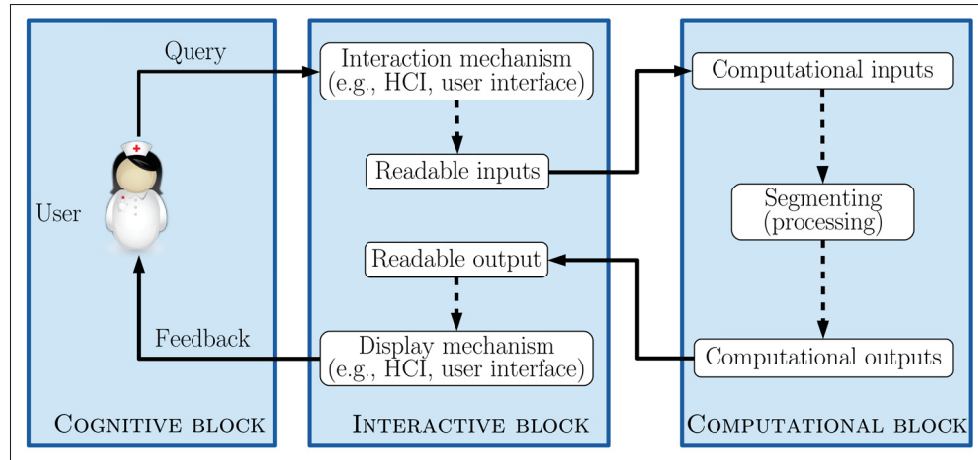 Query
User
Feedback
COGNITIVE BLOCK
Interaction mechanism
(e.g., HCI, user interface)
Readable inputs
Readable output
Display mechanism
(e.g., HCI, user interface)
INTERACTIVE BLOCK
Computational inputs
Segmenting
(processing)
Computational outputs
COMPUTATIONAL BLOCK